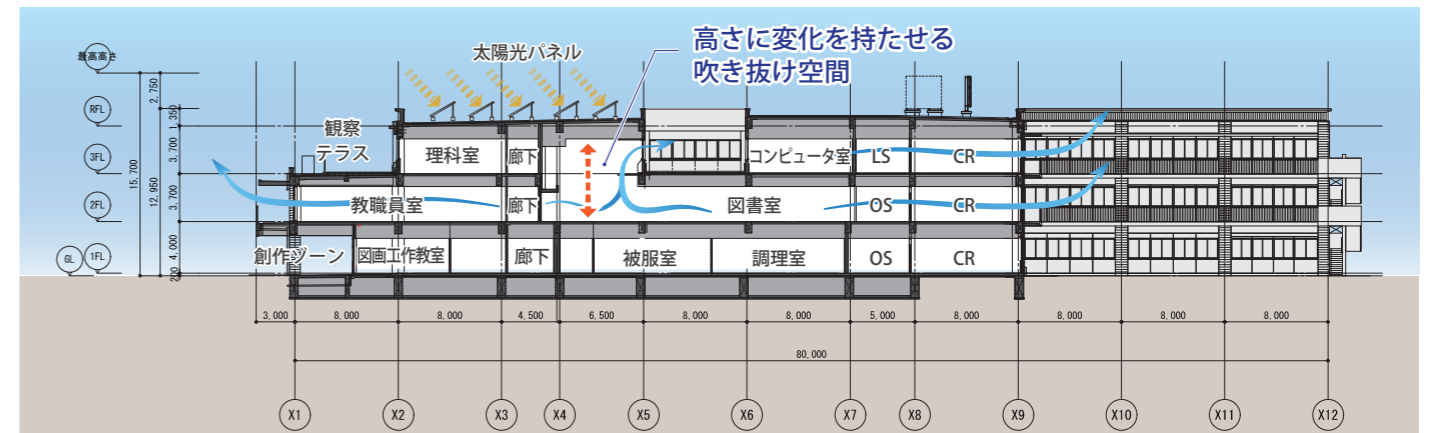 高さに変化を持たせる
吹き抜け空間
太陽光パネル
最高高さ
RFL
3FL
2FL
GL
1FL
15,700
2,750
12,950
1,350
3,700
3,700
4,000
200
観察
テラス
理科室
廊下
コンピュータ室
LS
CR
教職員室
廊下
図書室
OS
CR
創作ゾーン
図画工作教室
廊下
被服室
調理室
OS
CR
3,000
8,000
8,000
4,500
6,500
8,000
8,000
5,000
8,000
8,000
8,000
8,000
80,000
X1
X2
X3
X4
X5
X6
X7
X8
X9
X10
X11
X12